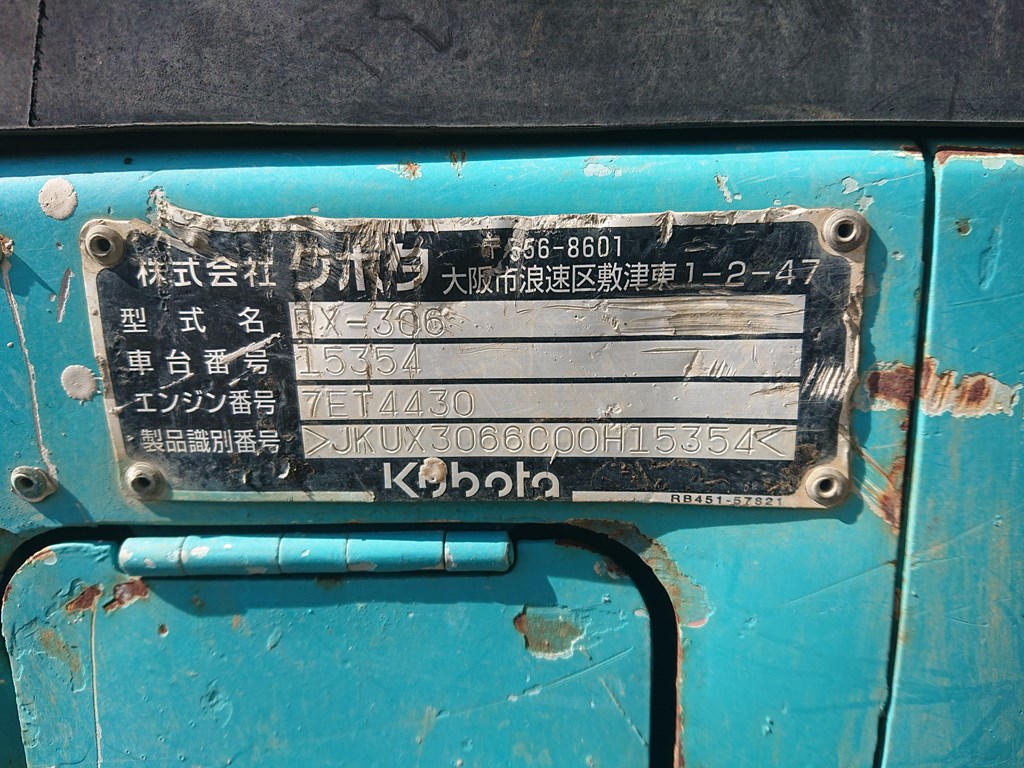 株式会社 クボタ 〒556-8601
大阪市浪速区敷津東1-2-47
型式名 RX-306
車台番号 15354
エンジン番号 7ET4430
製品識別番号 >JKUX3066C00H15354<
Kubota
RB451-57821